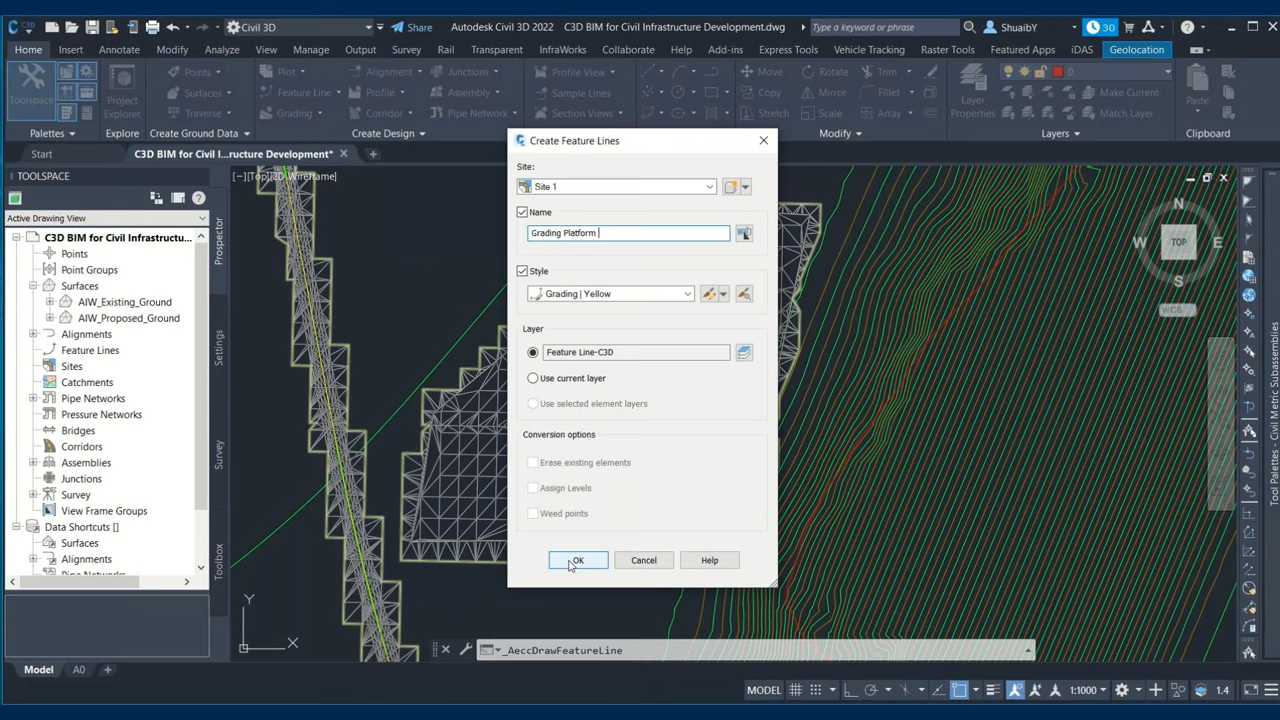 C3D
Civil 3D
Share
Autodesk Civil 3D 2022
C3D BIM for Civil Infrastructure Development.dwg
Type a keyword or phrase
ShuaibY
30
Home Insert Annotate Modify Analyze View Manage Output Survey Rail Transparent InfraWorks Collaborate Help Add-ins Express Tools Vehicle Tracking Raster Tools Featured Apps iDAS Geolocation
Toolspace
Project
Explorer
Points
Surfaces
Traverse
Plot
Feature Line
Grading
Alignment
Profile
Corridor
Junctions
Assembly
Pipe Network
Profile View
Sample Lines
Section Views
Move
Copy
Stretch
Rotate
Mirror
Scale
Trim
Fillet
Array
Layer
Properties
0
Make Current
Match Layer
Paste
Palettes
Explore
Create Ground Data
Create Design
Modify
Layers
Clipboard
Start
C3D BIM for Civil I...ructure Development*
TOOLSPACE
Active Drawing View
C3D BIM for Civil Infrastructu...
Points
Point Groups
Surfaces
AIW_Existing_Ground
AIW_Proposed_Ground
Alignments
Feature Lines
Sites
Catchments
Pipe Networks
Pressure Networks
Bridges
Corridors
Assemblies
Junctions
Survey
View Frame Groups
Data Shortcuts []
Surfaces
Alignments
Pipe Networks
Prospector
Settings
Survey
Toolbox
[−][Top][2D Wireframe]
Create Feature Lines
Site:
Site 1
Name
Grading Platform
Style
Grading | Yellow
Layer
Feature Line-C3D
Use current layer
Use selected element layers
Conversion options
Erase existing elements
Assign Levels
Weed points
OK
Cancel
Help
N
W
TOP
E
S
WCS
Tool Palettes - Civil Metric Subassemblies
Y
X
_AeccDrawFeatureLine
Model
A0
MODEL
1:1000
1.4